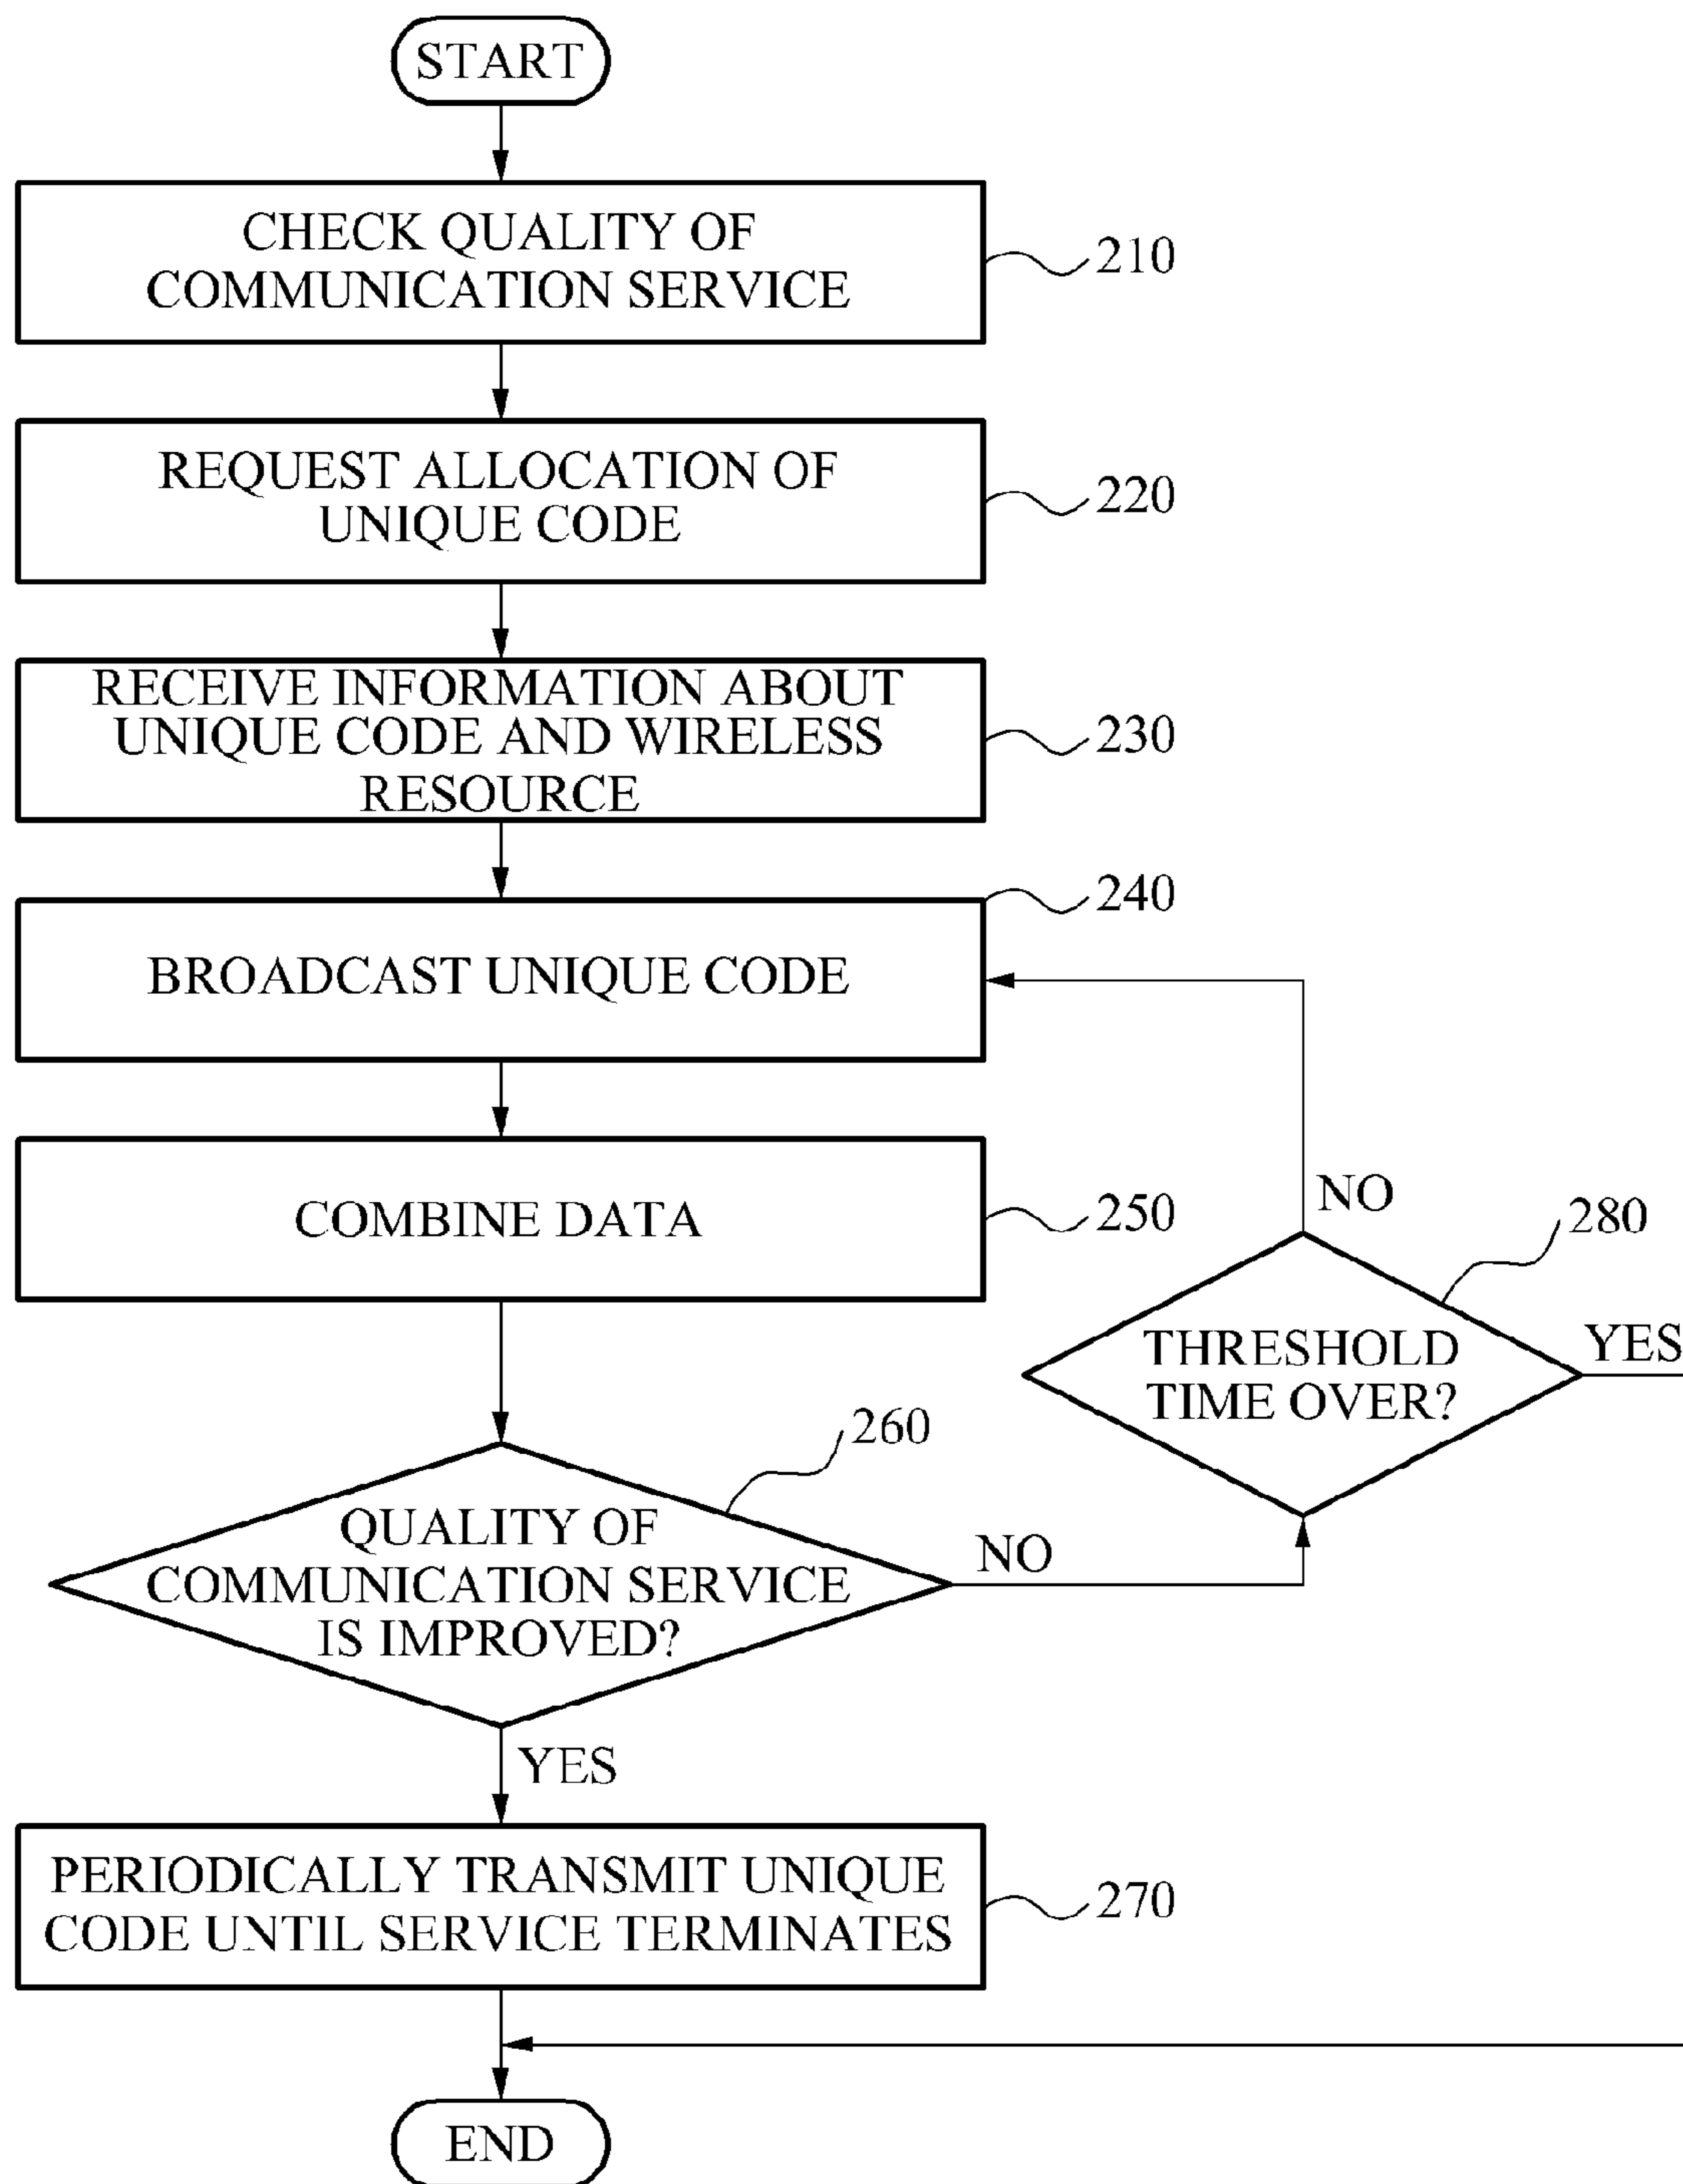 START
CHECK QUALITY OF
COMMUNICATION SERVICE
210
REQUEST ALLOCATION OF
UNIQUE CODE
220
RECEIVE INFORMATION ABOUT
UNIQUE CODE AND WIRELESS
RESOURCE
230
240
BROADCAST UNIQUE CODE
COMBINE DATA
250
NO
280
THRESHOLD
TIME OVER?
YES
260
QUALITY OF
COMMUNICATION SERVICE
IS IMPROVED?
NO
YES
PERIODICALLY TRANSMIT UNIQUE
CODE UNTIL SERVICE TERMINATES
270
END